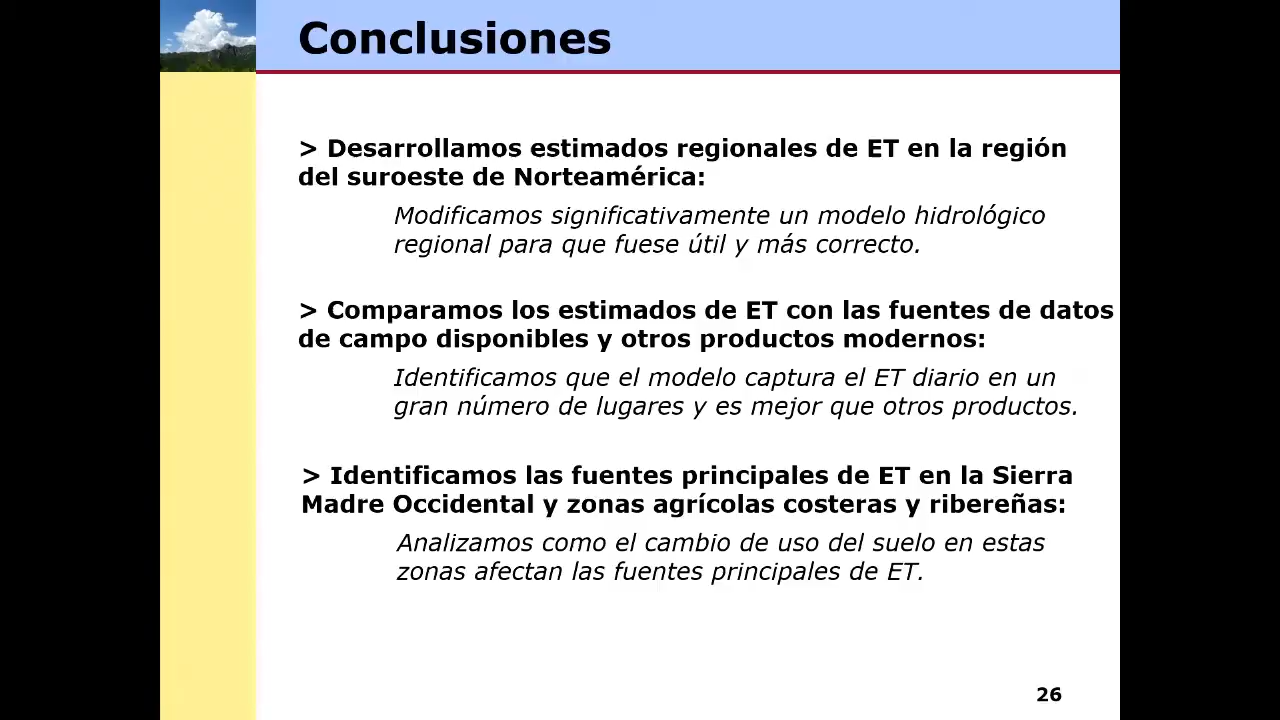 Conclusiones
> Desarrollamos estimados regionales de ET en la región
del suroeste de Norteamérica:
Modificamos significativamente un modelo hidrológico
regional para que fuese útil y más correcto.
> Comparamos los estimados de ET con las fuentes de datos
de campo disponibles y otros productos modernos:
Identificamos que el modelo captura el ET diario en un
gran número de lugares y es mejor que otros productos.
> Identificamos las fuentes principales de ET en la Sierra
Madre Occidental y zonas agrícolas costeras y ribereñas:
Analizamos como el cambio de uso del suelo en estas
zonas afectan las fuentes principales de ET.
26